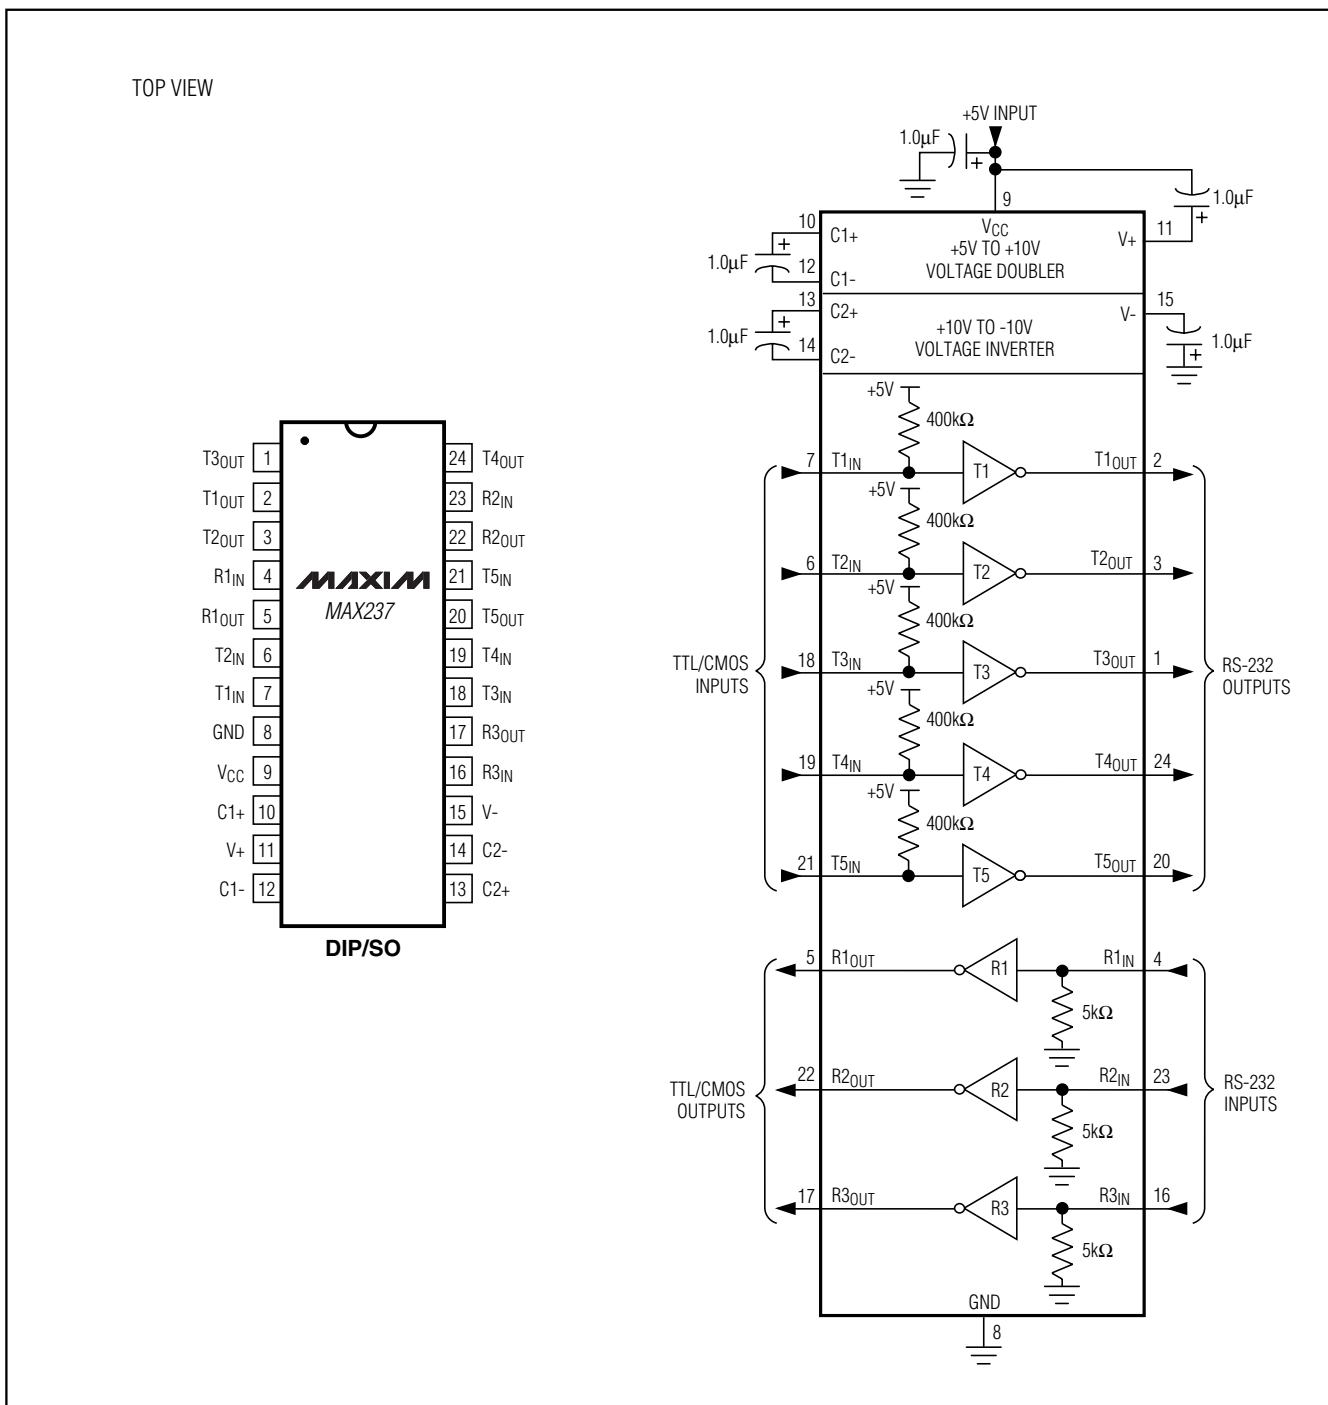 TOP VIEW
T3OUT 1
T1OUT 2
T2OUT 3
R1IN 4
R1OUT 5
T2IN 6
T1IN 7
GND 8
VCC 9
C1+ 10
V+ 11
C1- 12
MAXIM
MAX237
24 T4OUT
23 R2IN
22 R2OUT
21 T5IN
20 T5OUT
19 T4IN
18 T3IN
17 R3OUT
16 R3IN
15 V-
14 C2-
13 C2+
DIP/SO
+5V INPUT
1.0µF
+
9
1.0µF
+
10
C1+
VCC
+5V TO +10V
VOLTAGE DOUBLER
V+
11
+
1.0µF
12
C1-
13
C2+
+10V TO -10V
VOLTAGE INVERTER
V-
15
+
1.0µF
14
C2-
+
1.0µF
+5V
400kΩ
7 T1IN T1 T1OUT 2
+5V
400kΩ
6 T2IN T2 T2OUT 3
+5V
400kΩ
18 T3IN T3 T3OUT 1
TTL/CMOS
INPUTS
RS-232
OUTPUTS
+5V
400kΩ
19 T4IN T4 T4OUT 24
+5V
400kΩ
21 T5IN T5 T5OUT 20
5 R1OUT R1 R1IN 4
5kΩ
22 R2OUT R2 R2IN 23
TTL/CMOS
OUTPUTS
RS-232
INPUTS
5kΩ
17 R3OUT R3 R3IN 16
5kΩ
GND
8